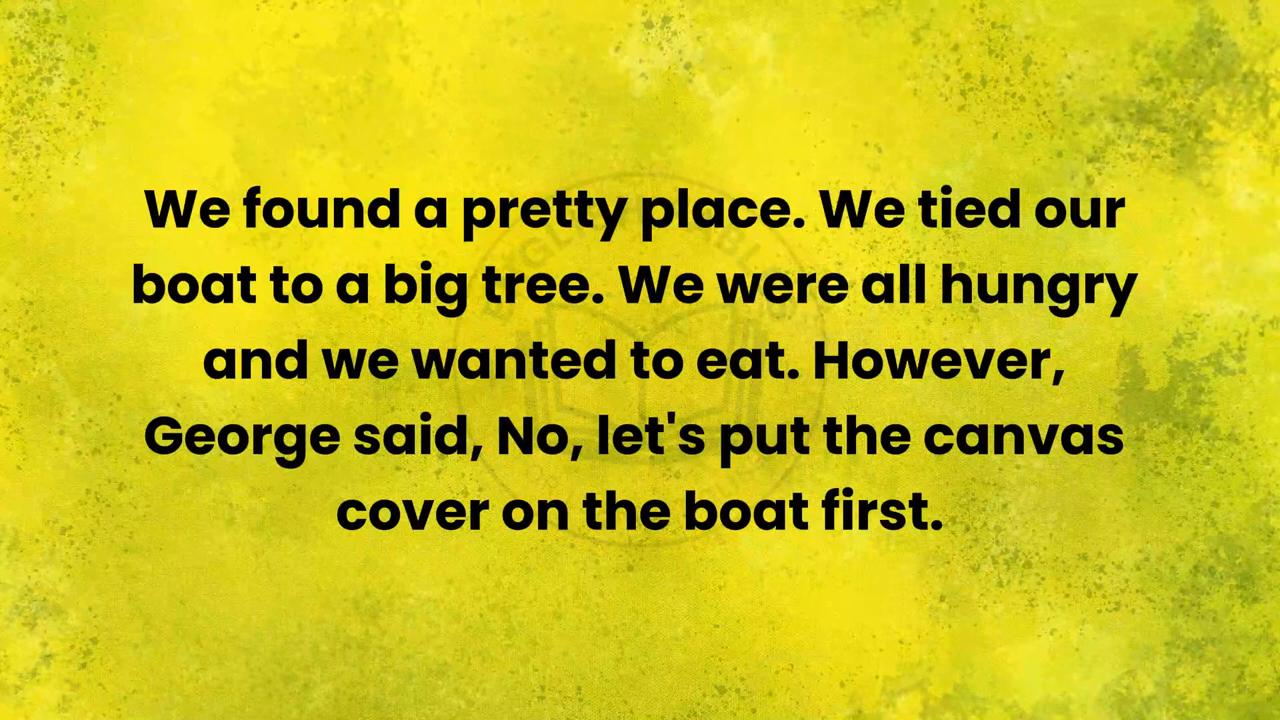 We found a pretty place. We tied our
boat to a big tree. We were all hungry
and we wanted to eat. However,
George said, No, let's put the canvas
cover on the boat first.